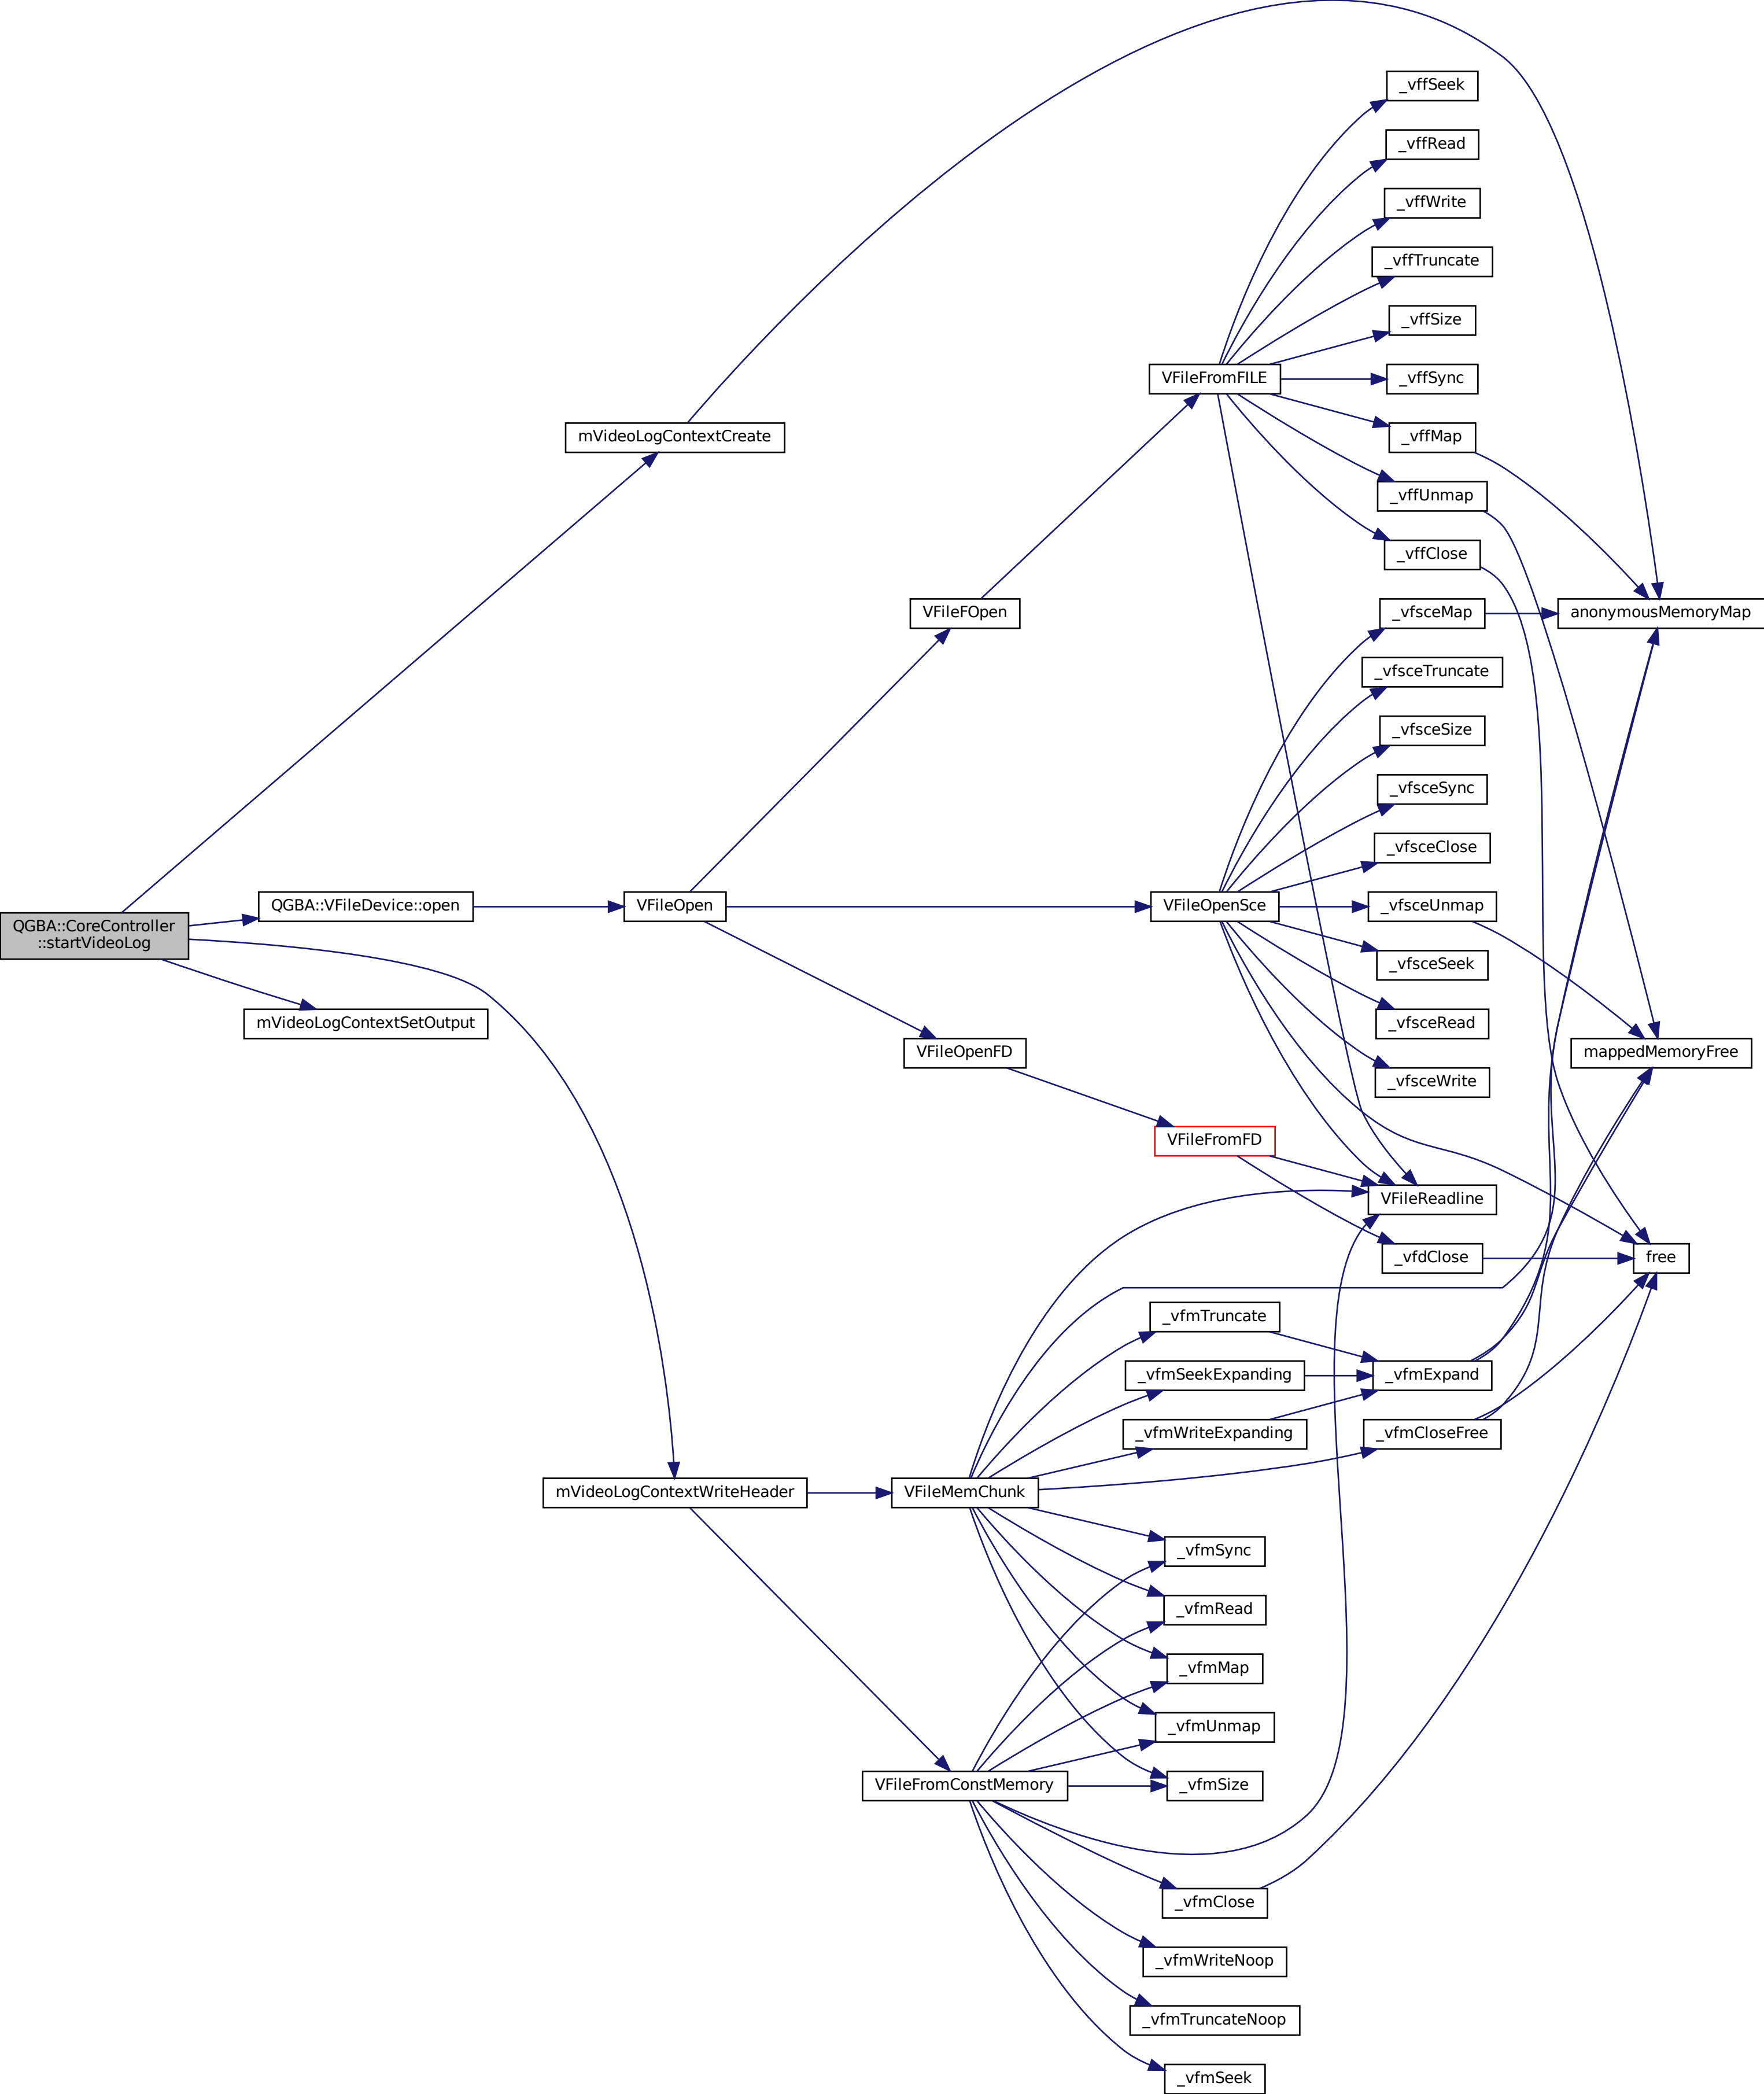 _vffSeek
_vffRead
_vffWrite
_vffTruncate
_vffSize
VFileFromFILE
_vffSync
mVideoLogContextCreate
_vffMap
_vffUnmap
_vffClose
VFileFOpen
_vfsceMap
anonymousMemoryMap
_vfsceTruncate
_vfsceSize
_vfsceSync
_vfsceClose
QGBA::CoreController
::startVideoLog
QGBA::VFileDevice::open
VFileOpen
VFileOpenSce
_vfsceUnmap
_vfsceSeek
mVideoLogContextSetOutput
_vfsceRead
VFileOpenFD
mappedMemoryFree
_vfsceWrite
VFileFromFD
VFileReadline
_vfdClose
free
_vfmTruncate
_vfmSeekExpanding
_vfmExpand
_vfmWriteExpanding
_vfmCloseFree
mVideoLogContextWriteHeader
VFileMemChunk
_vfmSync
_vfmRead
_vfmMap
_vfmUnmap
VFileFromConstMemory
_vfmSize
_vfmClose
_vfmWriteNoop
_vfmTruncateNoop
_vfmSeek